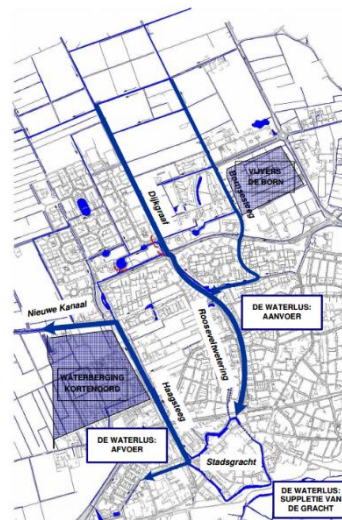 VIJVERS
DE BORN
Dijkgraaf
Bornsesteeg
Nieuwe Kanaal
DE WATERLUS:
AANVOER
Rooseveltwetering
WATERBERGING
KORTENOORD
Haagsteeg
DE WATERLUS:
AFVOER
Stadsgracht
DE WATERLUS:
SUPPLETIE VAN
DE GRACHT